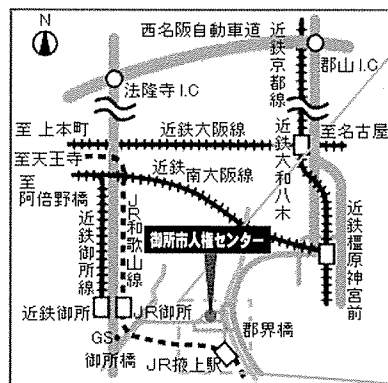 N
西名阪自動車道
近鉄京都線
郡山I.C
法隆寺I.C
至上本町
近鉄大阪線
至名古屋
至天王寺
近鉄大和八木
近鉄南大阪線
至阿倍野橋
JR和歌山線
近鉄御所線
御所市人権センター
近鉄橿原神宮前
近鉄御所
JR御所
郡界橋
GS
御所橋
JR掖上駅